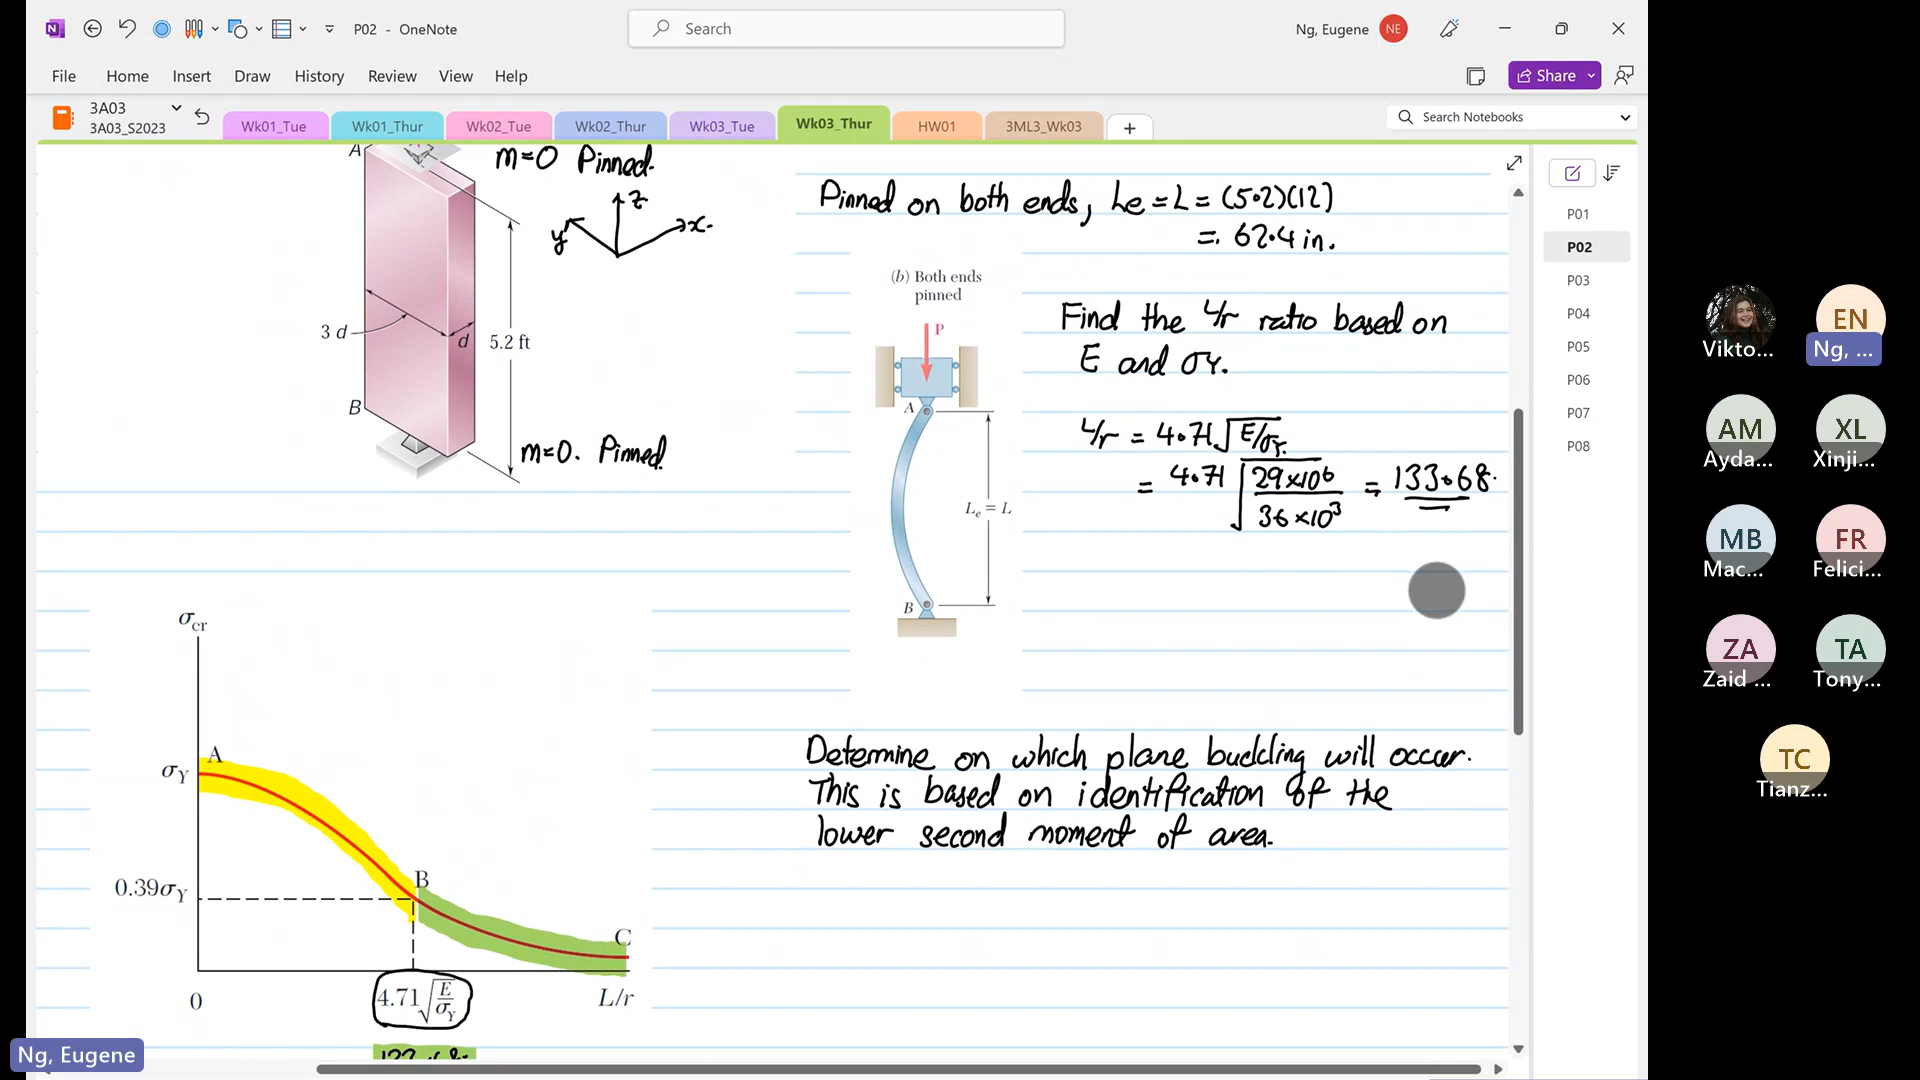 P02 - OneNote
Search
Ng, Eugene
NE
File Home Insert Draw History Review View Help
Share
3A03
3A03_S2023
Wk01_Tue
Wk01_Thur
Wk02_Tue
Wk02_Thur
Wk03_Tue
Wk03_Thur
HW01
3ML3_Wk03
Search Notebooks
P01
P02
P03
P04
P05
P06
P07
P08
A
m=0 Pinned.
z
y
x.
3 d
d
5.2 ft
B
m=0. Pinned.
Pinned on both ends, Le = L = (5.2)(12)
= 62.4 in.
(b) Both ends
pinned
P
A
Le = L
B
Find the L/r ratio based on
E and σY.
L/r = 4.71√E/σY
= 4.71 √29×10⁶/36×10³ = 133.68.
Determine on which plane buckling will occur.
This is based on identification of the
lower second moment of area.
σcr
A
σY
0.39σY
B
C
0
4.71√E/σY
L/r
Vikto...
EN
Ng, ...
AM
Ayda...
XL
Xinji...
MB
Mac...
FR
Felici...
ZA
Zaid ...
TA
Tony...
TC
Tianz...
Ng, Eugene